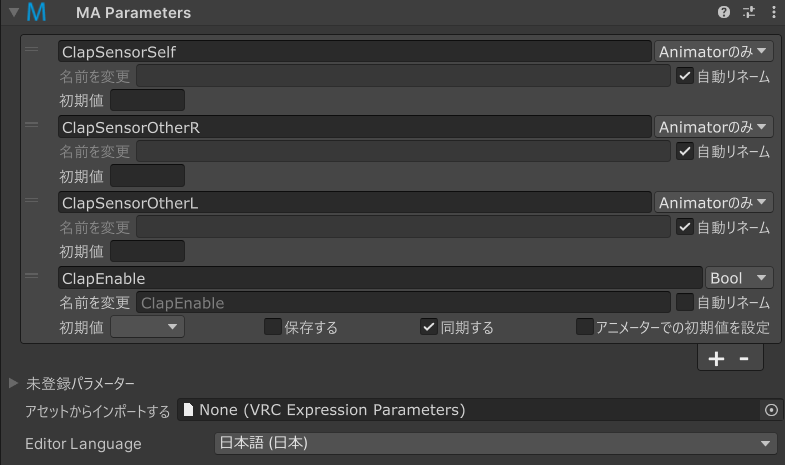 MA Parameters
ClapSensorSelf Animatorのみ
名前を変更 自動リネーム
初期値
ClapSensorOtherR Animatorのみ
名前を変更 自動リネーム
初期値
ClapSensorOtherL Animatorのみ
名前を変更 自動リネーム
初期値
ClapEnable Bool
名前を変更 ClapEnable 自動リネーム
初期値 保存する 同期する アニメーターでの初期値を設定
未登録パラメーター
アセットからインポートする None (VRC Expression Parameters)
Editor Language 日本語 (日本)